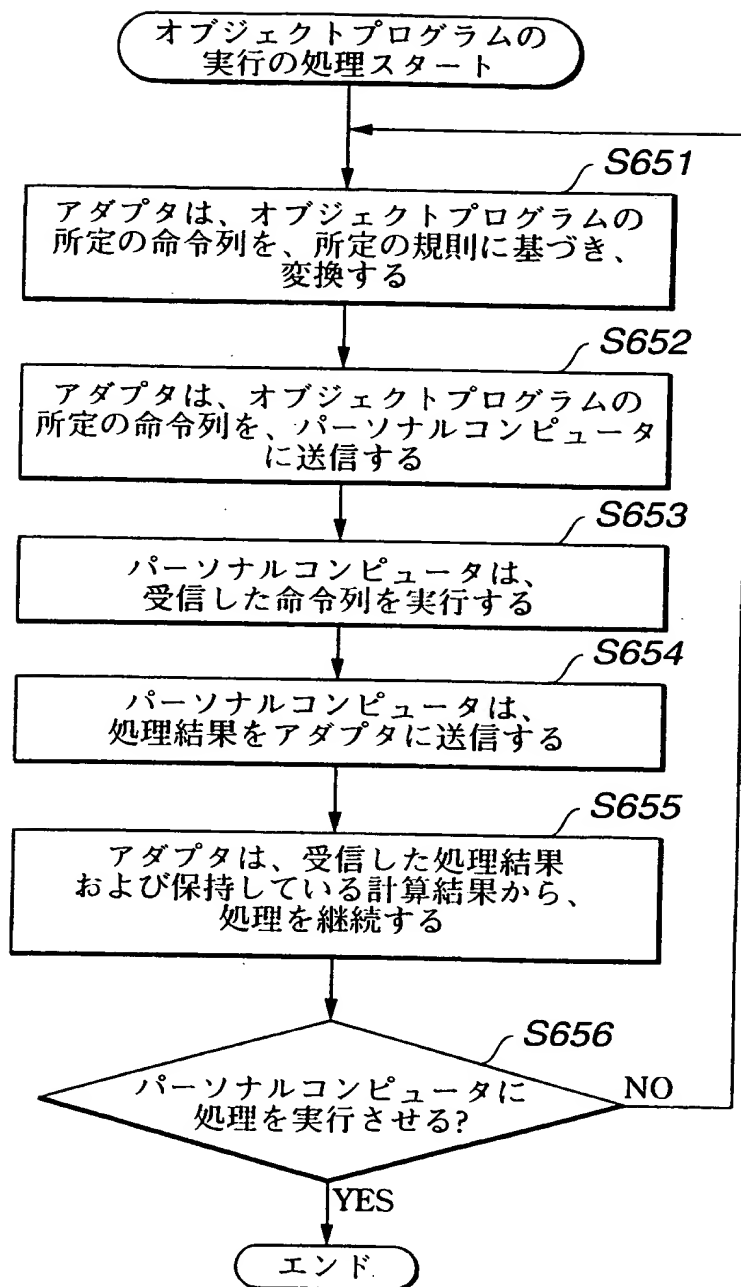 オブジェクトプログラムの
実行の処理スタート
S651
アダプタは、オブジェクトプログラムの
所定の命令列を、所定の規則に基づき、
変換する
S652
アダプタは、オブジェクトプログラムの
所定の命令列を、パーソナルコンピュータ
に送信する
S653
パーソナルコンピュータは、
受信した命令列を実行する
S654
パーソナルコンピュータは、
処理結果をアダプタに送信する
S655
アダプタは、受信した処理結果
および保持している計算結果から、
処理を継続する
S656
パーソナルコンピュータに
処理を実行させる?
NO
YES
エンド